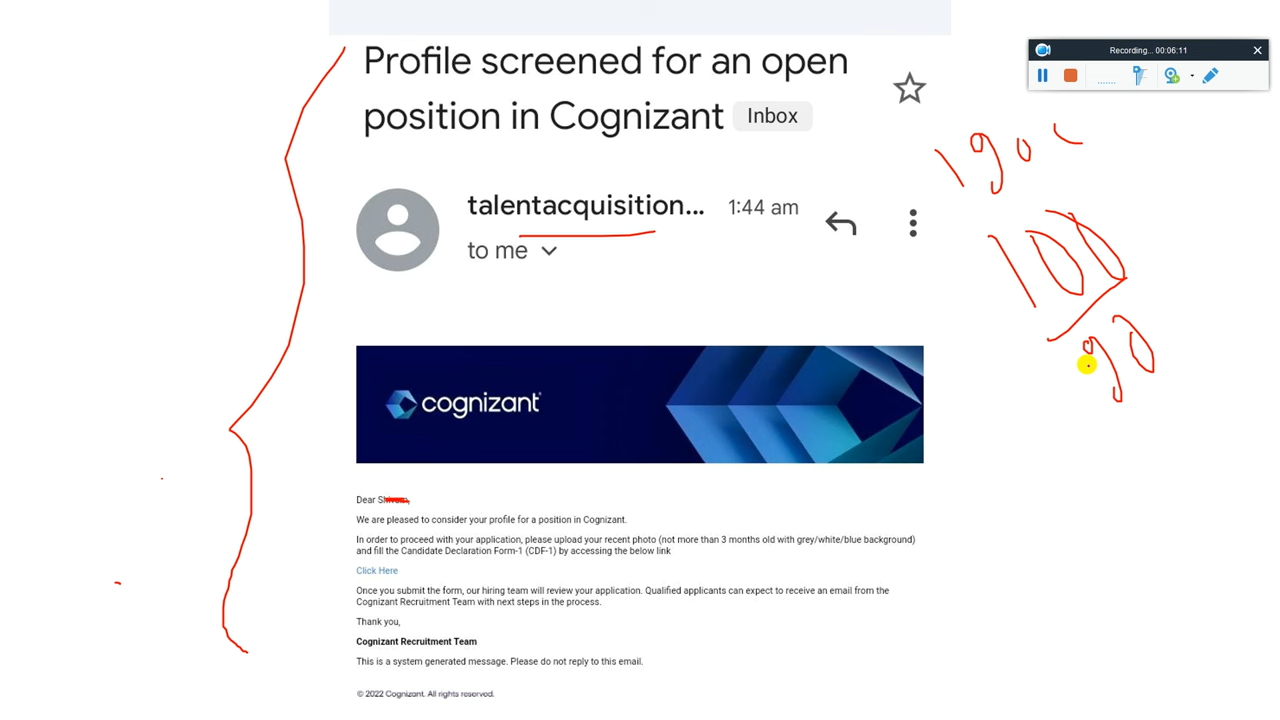 Profile screened for an open
position in Cognizant Inbox
Recording... 00:06:11
talentacquisition... 1:44 am
to me
100
90
cognizant
Dear
We are pleased to consider your profile for a position in Cognizant.
In order to proceed with your application, please upload your recent photo (not more than 3 months old with grey/white/blue background)
and fill the Candidate Declaration Form-1 (CDF-1) by accessing the below link
Click Here
Once you submit the form, our hiring team will review your application. Qualified applicants can expect to receive an email from the
Cognizant Recruitment Team with next steps in the process.
Thank you,
Cognizant Recruitment Team
This is a system generated message. Please do not reply to this email.
© 2022 Cognizant. All rights reserved.